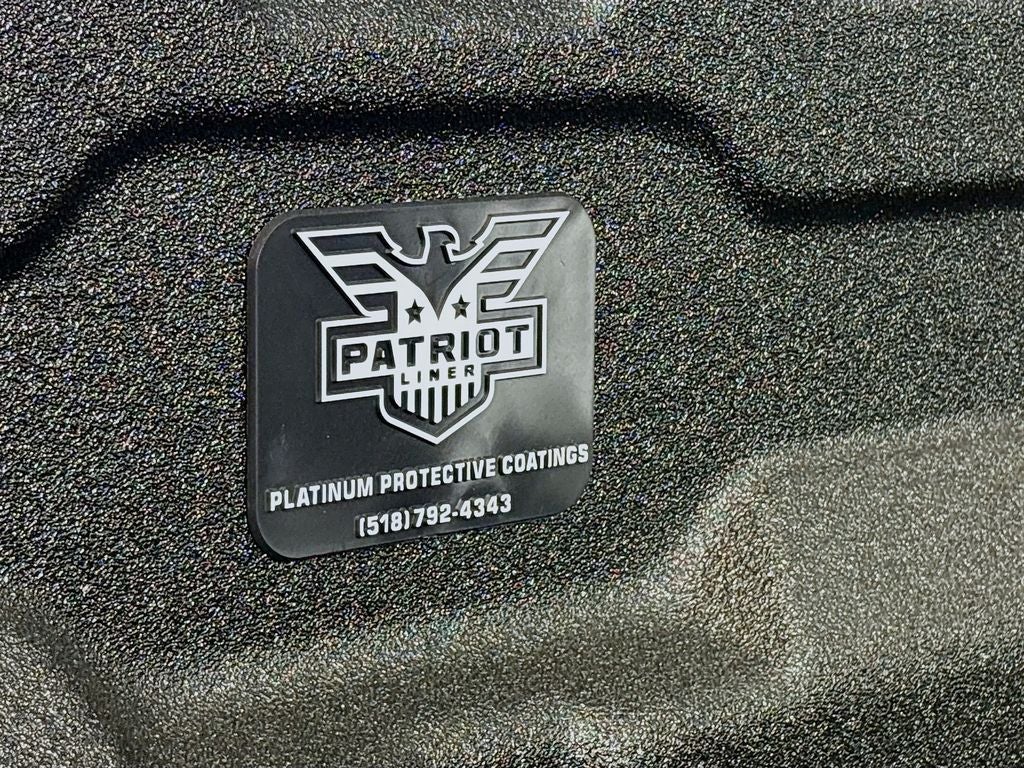 PATRIOT
LINER
PLATINUM PROTECTIVE COATINGS
(518)792-4343